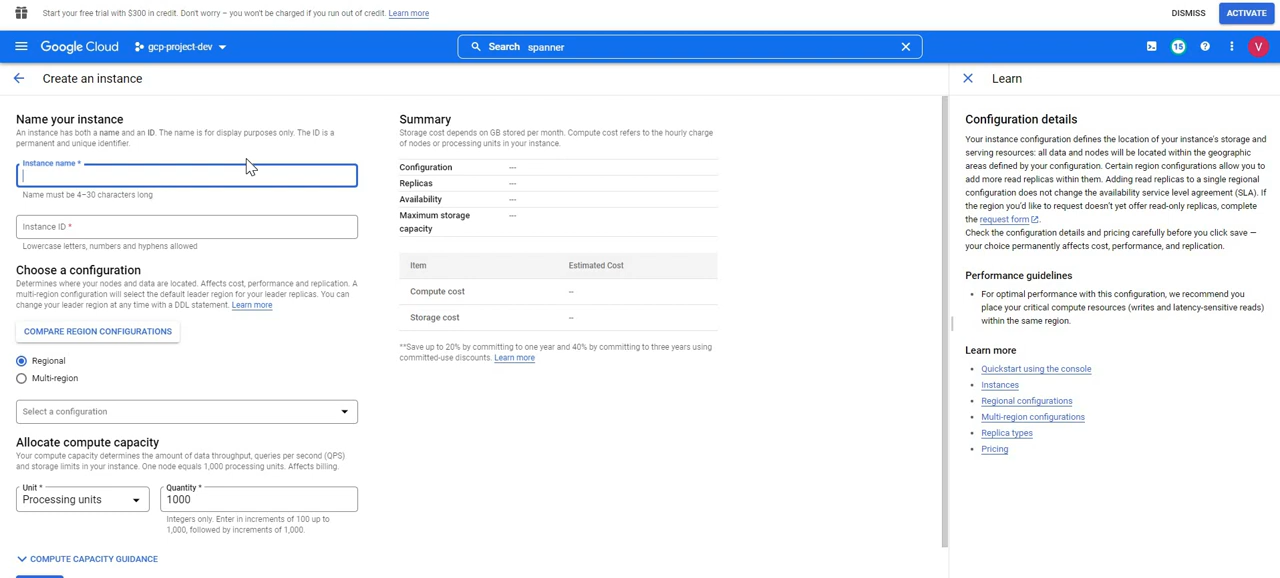 Start your free trial with $300 in credit. Don't worry – you won't be charged if you run out of credit. Learn more
DISMISS
ACTIVATE
Google Cloud
gcp-project-dev
Search spanner
15
V
Create an instance
Name your instance
An instance has both a name and an ID. The name is for display purposes only. The ID is a
permanent and unique identifier.
Instance name *
Name must be 4–30 characters long
Instance ID *
Lowercase letters, numbers and hyphens allowed
Choose a configuration
Determines where your nodes and data are located. Affects cost, performance and replication. A
multi-region configuration will select the default leader region for your leader replicas. You can
change your leader region at any time with a DDL statement. Learn more
COMPARE REGION CONFIGURATIONS
Regional
Multi-region
Select a configuration
Allocate compute capacity
Your compute capacity determines the amount of data throughput, queries per second (QPS)
and storage limits in your instance. One node equals 1,000 processing units. Affects billing.
Unit *
Processing units
Quantity *
1000
Integers only. Enter in increments of 100 up to
1,000, followed by increments of 1,000.
COMPUTE CAPACITY GUIDANCE
Summary
Storage cost depends on GB stored per month. Compute cost refers to the hourly charge
of nodes or processing units in your instance.
Configuration ---
Replicas ---
Availability ---
Maximum storage ---
capacity
Item Estimated Cost
Compute cost –
Storage cost –
**Save up to 20% by committing to one year and 40% by committing to three years using
committed-use discounts. Learn more
Learn
Configuration details
Your instance configuration defines the location of your instance's storage and
serving resources: all data and nodes will be located within the geographic
areas defined by your configuration. Certain region configurations allow you to
add more read replicas within them. Adding read replicas to a single regional
configuration does not change the availability service level agreement (SLA). If
the region you'd like to request doesn't yet offer read-only replicas, complete
the request form.
Check the configuration details and pricing carefully before you click save —
your choice permanently affects cost, performance, and replication.
Performance guidelines
• For optimal performance with this configuration, we recommend you
place your critical compute resources (writes and latency-sensitive reads)
within the same region.
Learn more
• Quickstart using the console
• Instances
• Regional configurations
• Multi-region configurations
• Replica types
• Pricing